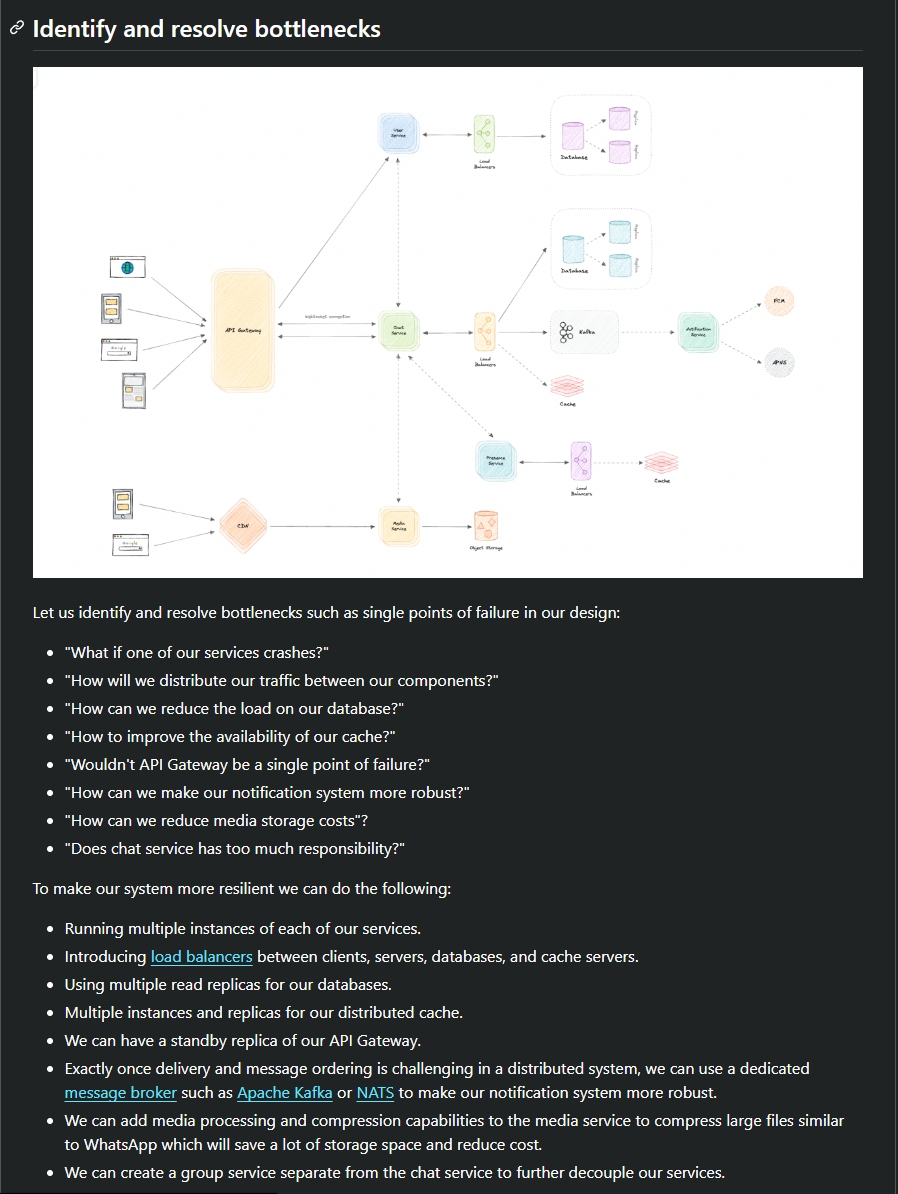 Identify and resolve bottlenecks
User
Service
Load
Balancers
Database
Replica
Replica
Database
Replica
Replica
API Gateway
WebSocket connection
Chat
Service
Load
Balancers
Kafka
Notification
Service
FCM
APNS
Cache
Google
Presence
Service
Load
Balancers
Cache
CDN
Media
Service
Object Storage
Google
Let us identify and resolve bottlenecks such as single points of failure in our design:
"What if one of our services crashes?"
"How will we distribute our traffic between our components?"
"How can we reduce the load on our database?"
"How to improve the availability of our cache?"
"Wouldn't API Gateway be a single point of failure?"
"How can we make our notification system more robust?"
"How can we reduce media storage costs"?
"Does chat service has too much responsibility?"
To make our system more resilient we can do the following:
Running multiple instances of each of our services.
Introducing load balancers between clients, servers, databases, and cache servers.
Using multiple read replicas for our databases.
Multiple instances and replicas for our distributed cache.
We can have a standby replica of our API Gateway.
Exactly once delivery and message ordering is challenging in a distributed system, we can use a dedicated
message broker such as Apache Kafka or NATS to make our notification system more robust.
We can add media processing and compression capabilities to the media service to compress large files similar
to WhatsApp which will save a lot of storage space and reduce cost.
We can create a group service separate from the chat service to further decouple our services.